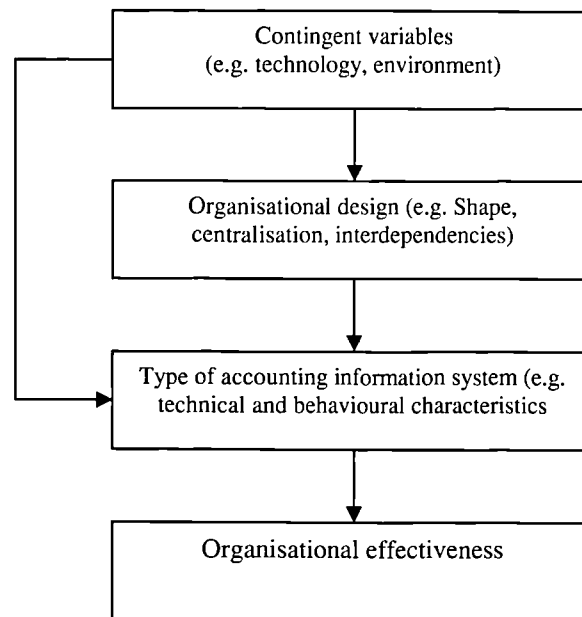 Contingent variables
(e.g. technology, environment)
Organisational design (e.g. Shape,
centralisation, interdependencies)
Type of accounting information system (e.g.
technical and behavioural characteristics
Organisational effectiveness